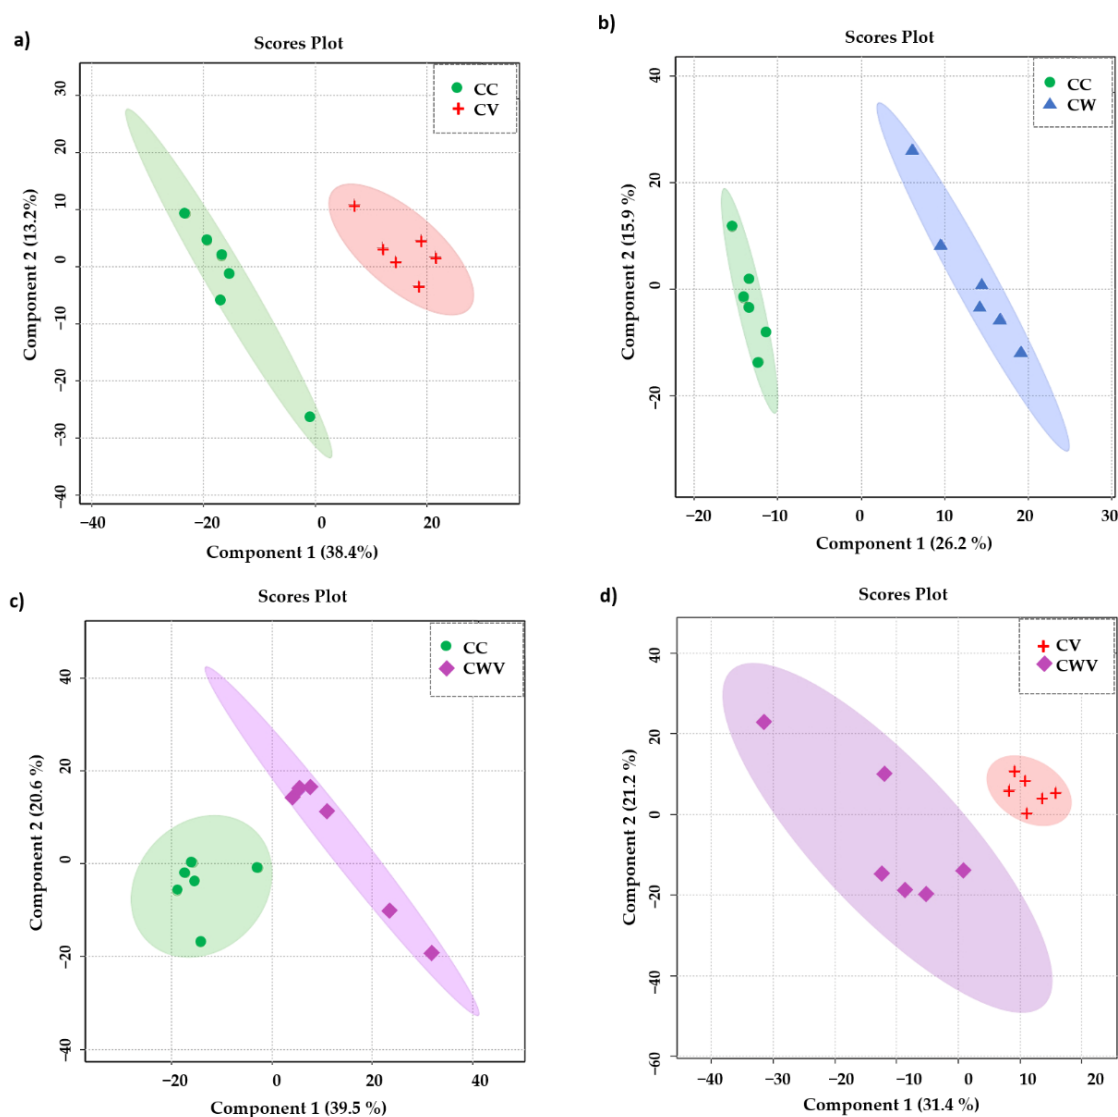 a)
Scores Plot
CC
CV
Component 2 (13.2%)
30
20
10
0
−10
−20
−30
−40
−40
−20
0
20
Component 1 (38.4%)
b)
Scores Plot
CC
CW
Component 2 (15.9 %)
40
20
0
−20
−20
−10
0
10
20
30
Component 1 (26.2 %)
c)
Scores Plot
CC
CWV
Component 2 (20.6 %)
40
20
0
−20
−40
−20
0
20
40
Component 1 (39.5 %)
d)
Scores Plot
CV
CWV
Component 2 (21.2 %)
40
20
0
−20
−40
−60
−40
−30
−20
−10
0
10
20
Component 1 (31.4 %)